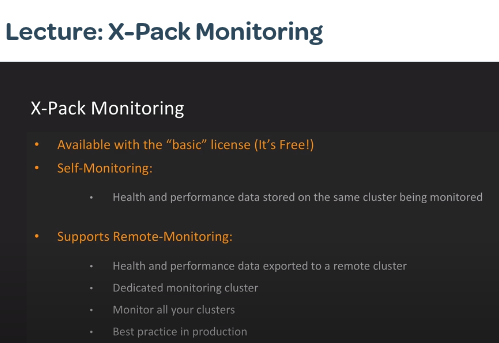 Lecture: X-Pack Monitoring
X-Pack Monitoring
• Available with the “basic” license (It’s Free!)
• Self-Monitoring:
• Health and performance data stored on the same cluster being monitored
• Supports Remote-Monitoring:
• Health and performance data exported to a remote cluster
• Dedicated monitoring cluster
• Monitor all your clusters
• Best practice in production